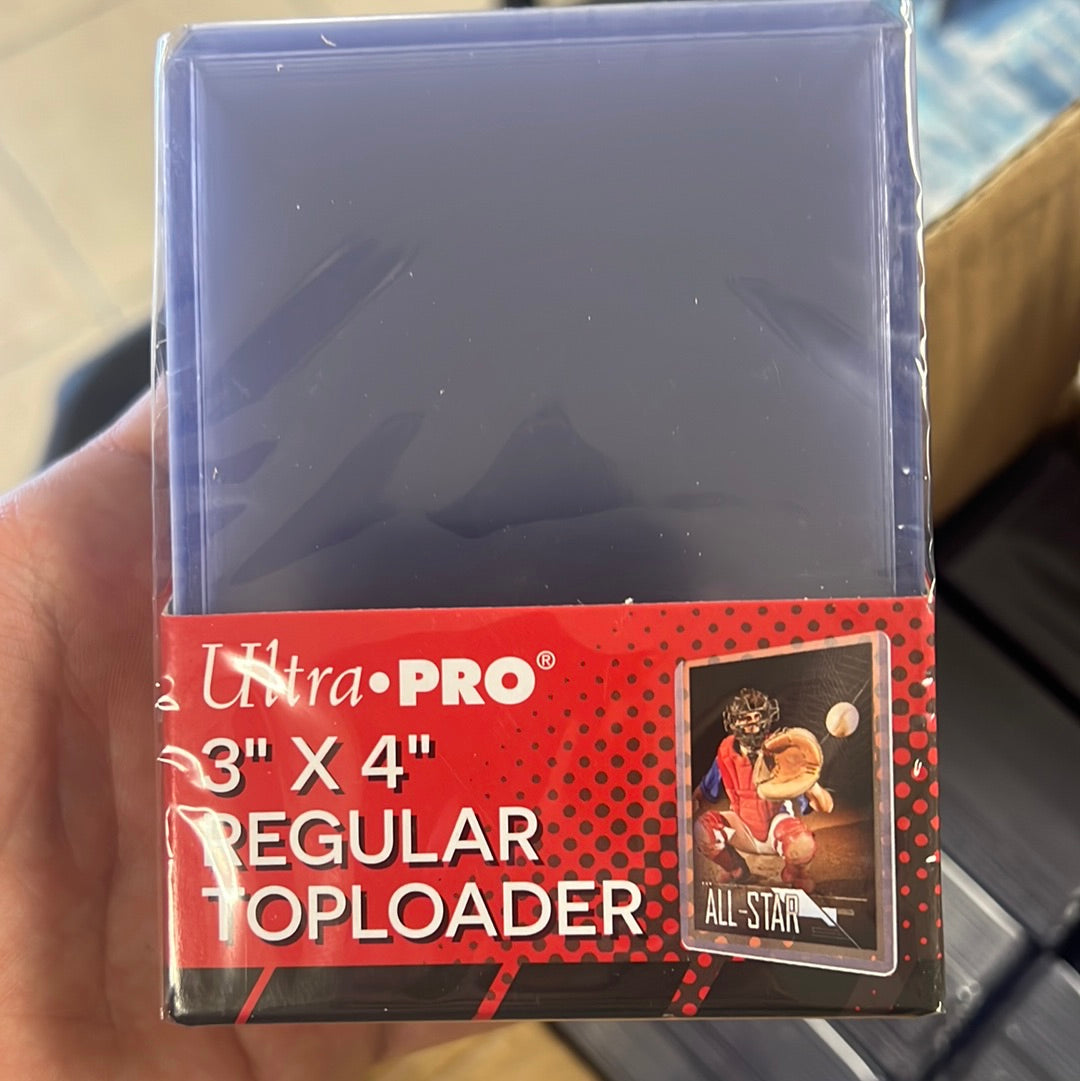 Ultra•PRO®
3" X 4"
REGULAR
TOPLOADER
ALL-STAR